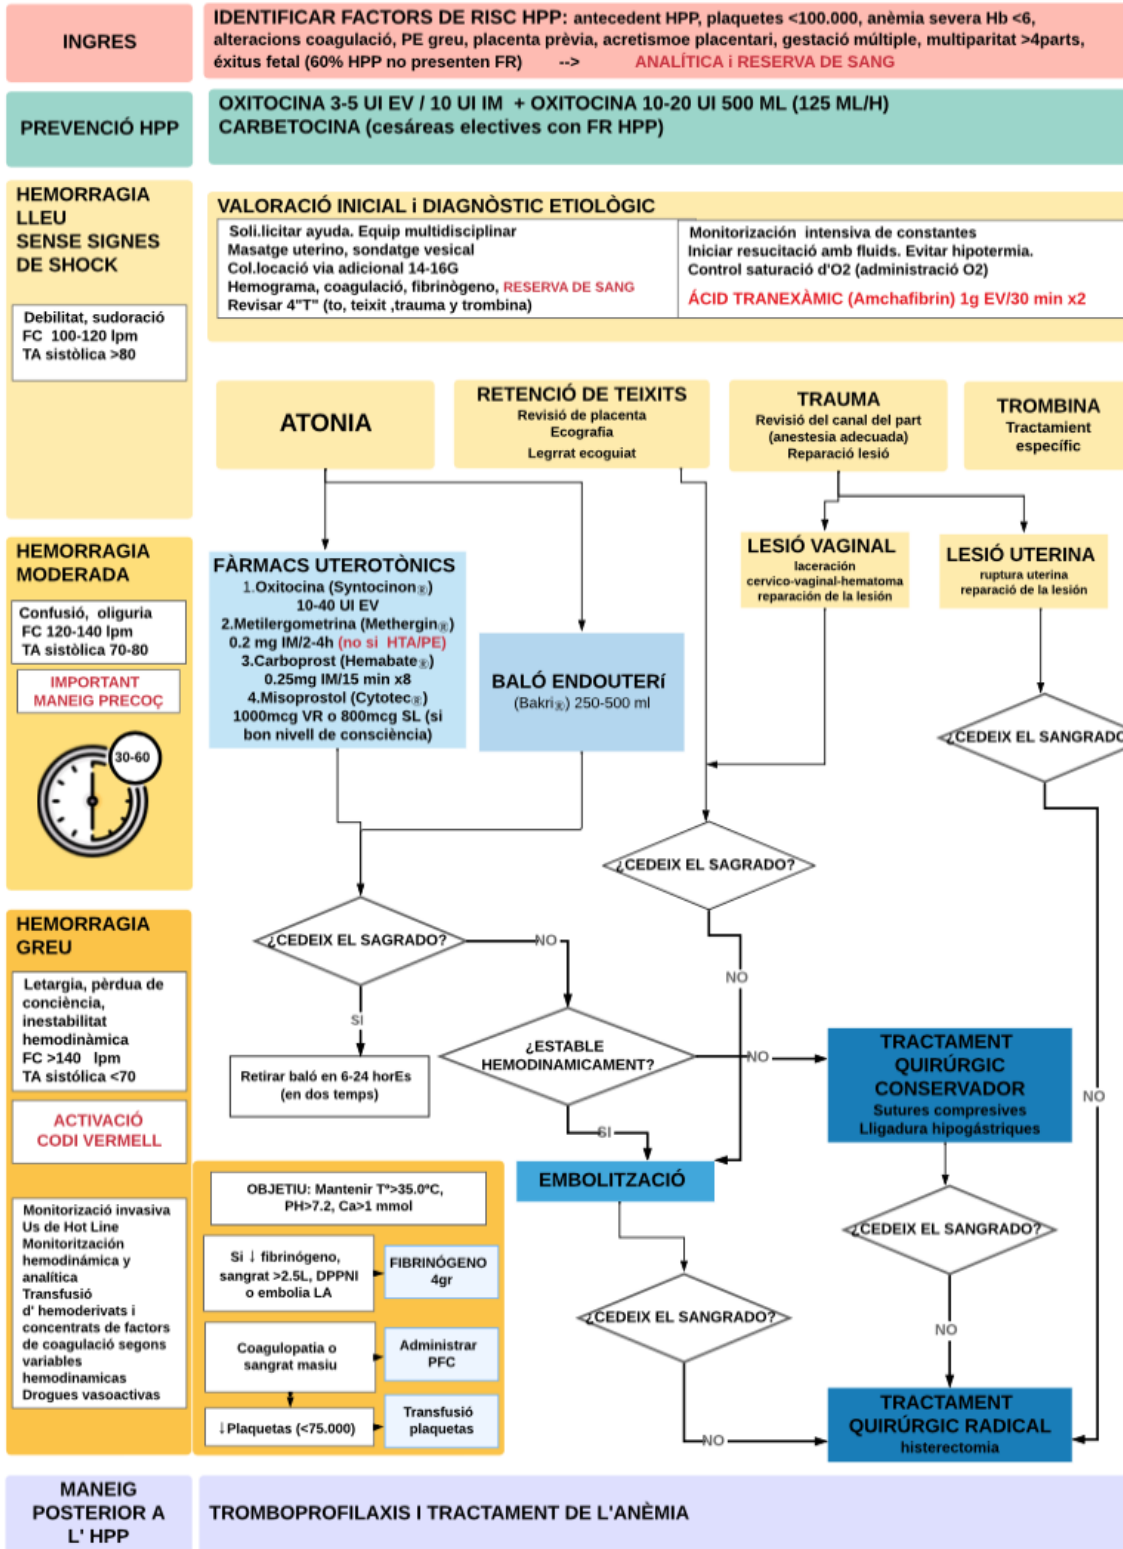 INGRES
IDENTIFICAR FACTORS DE RISC HPP: antecedent HPP, plaquetes <100.000, anèmia severa Hb <6,
alteracions coagulació, PE greu, placenta prèvia, acretismoe placentari, gestació múltiple, multiparitat >4parts,
éxitus fetal (60% HPP no presenten FR) --> ANALÍTICA i RESERVA DE SANG
PREVENCIÓ HPP
OXITOCINA 3-5 UI EV / 10 UI IM + OXITOCINA 10-20 UI 500 ML (125 ML/H)
CARBETOCINA (cesáreas electives con FR HPP)
HEMORRAGIA
LLEU
SENSE SIGNES
DE SHOCK
Debilitat, sudoració
FC 100-120 lpm
TA sistòlica >80
VALORACIÓ INICIAL i DIAGNÒSTIC ETIOLÒGIC
Soli.licitar ayuda. Equip multidisciplinar
Masatge uterino, sondatge vesical
Col.locació via adicional 14-16G
Hemograma, coagulació, fibrinògeno, RESERVA DE SANG
Revisar 4"T" (to, teixit ,trauma y trombina)
Monitorización intensiva de constantes
Iniciar resucitació amb fluids. Evitar hipotermia.
Control saturació d'O2 (administració O2)
ÁCID TRANEXÀMIC (Amchafibrin) 1g EV/30 min x2
ATONIA
RETENCIÓ DE TEIXITS
Revisió de placenta
Ecografia
Legrrat ecoguiat
TRAUMA
Revisió del canal del part
(anestesia adecuada)
Reparació lesió
TROMBINA
Tractamient
específic
HEMORRAGIA
MODERADA
Confusió, oliguria
FC 120-140 lpm
TA sistòlica 70-80
IMPORTANT
MANEIG PRECOÇ
30-60
FÀRMACS UTEROTÒNICS
1.Oxitocina (Syntocinon®)
10-40 UI EV
2.Metilergometrina (Methergin®)
0.2 mg IM/2-4h (no si HTA/PE)
3.Carboprost (Hemabate®)
0.25mg IM/15 min x8
4.Misoprostol (Cytotec®)
1000mcg VR o 800mcg SL (si
bon nivell de consciència)
BALÓ ENDOUTERí
(Bakri®) 250-500 ml
LESIÓ VAGINAL
laceración
cervico-vaginal-hematoma
reparación de la lesión
LESIÓ UTERINA
ruptura uterina
reparació de la lesión
¿CEDEIX EL SANGRADO
¿CEDEIX EL SAGRADO?
HEMORRAGIA
GREU
Letargia, pèrdua de
conciència,
inestabilitat
hemodinàmica
FC >140 lpm
TA sistólica <70
ACTIVACIÓ
CODI VERMELL
Monitorizació invasiva
Us de Hot Line
Monitoritzación
hemodinámica y
analítica
Transfusió
d' hemoderivats i
concentrats de factors
de coagulació segons
variables
hemodinamicas
Drogues vasoactivas
¿CEDEIX EL SAGRADO?
NO
SI
NO
Retirar baló en 6-24 horEs
(en dos temps)
¿ESTABLE
HEMODINAMICAMENT?
NO
SI
TRACTAMENT
QUIRÚRGIC
CONSERVADOR
Sutures compresives
Lligadura hipogástriques
NO
EMBOLITZACIÓ
OBJETIU: Mantenir Tª>35.0ºC,
PH>7.2, Ca>1 mmol
Si ↓ fibrinógeno,
sangrat >2.5L, DPPNI
o embolia LA
FIBRINÓGENO
4gr
Coagulopatia o
sangrat masiu
Administrar
PFC
↓Plaquetas (<75.000)
Transfusió
plaquetas
¿CEDEIX EL SANGRADO?
¿CEDEIX EL SANGRADO?
NO
NO
TRACTAMENT
QUIRÚRGIC RADICAL
histerectomia
MANEIG
POSTERIOR A
L' HPP
TROMBOPROFILAXIS I TRACTAMENT DE L'ANÈMIA